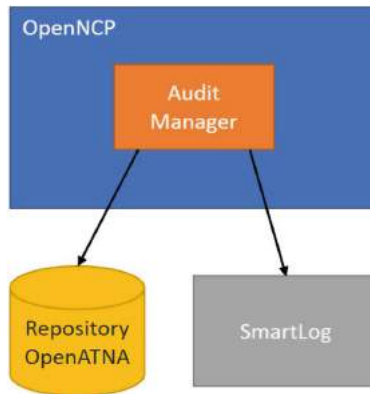 OpenNCP
Audit
Manager
Repository
OpenATNA
SmartLog